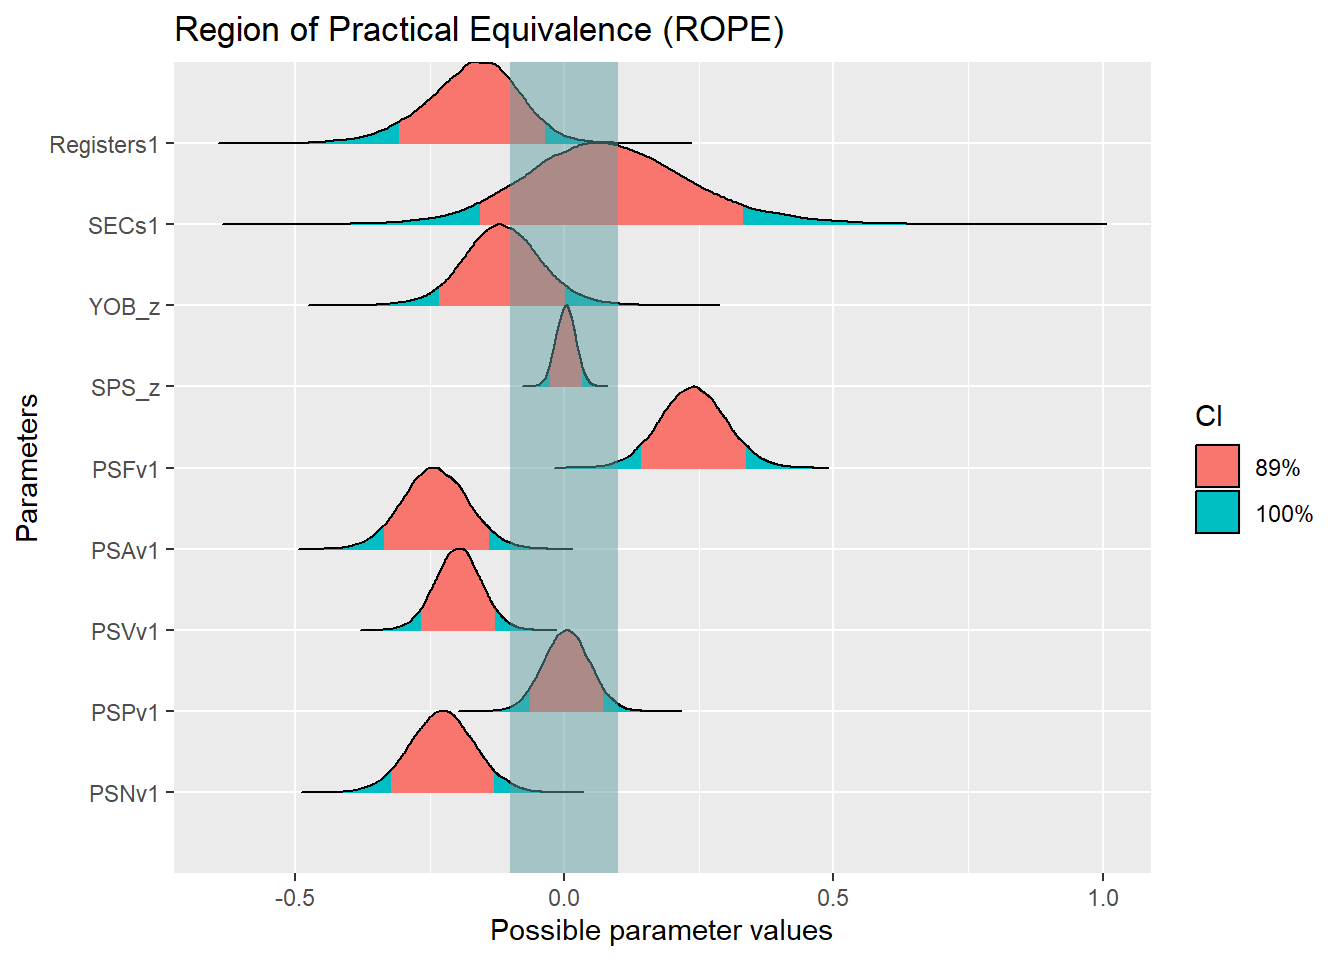 Region of Practical Equivalence (ROPE)
Parameters
Registers1
SECs1
YOB_z
SPS_z
PSFv1
PSAv1
PSVv1
PSPv1
PSNv1
-0.5 0.0 0.5 1.0
Possible parameter values
CI
89%
100%